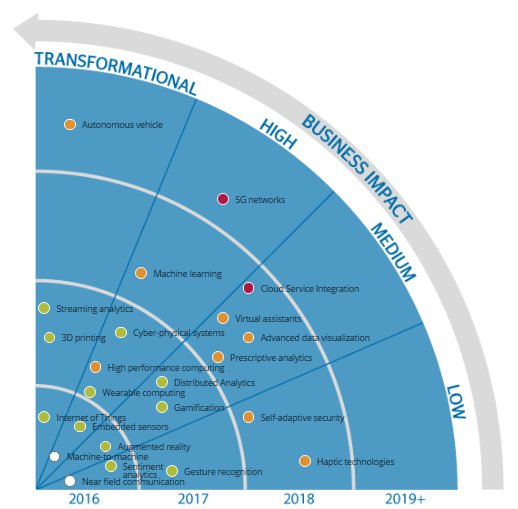 TRANSFORMATIONAL
HIGH
BUSINESS IMPACT
MEDIUM
LOW
Autonomous vehicle
5G networks
Machine learning
Cloud Service Integration
Streaming analytics
Virtual assistants
3D printing
Cyber-physical systems
Advanced data visualization
Prescriptive analytics
High performance computing
Distributed Analytics
Wearable computing
Gamification
Internet of Things
Self-adaptive security
Embedded sensors
Augmented reality
Machine-to-machine
Haptic technologies
Sentiment
analytics
Gesture recognition
Near field communication
2016
2017
2018
2019+